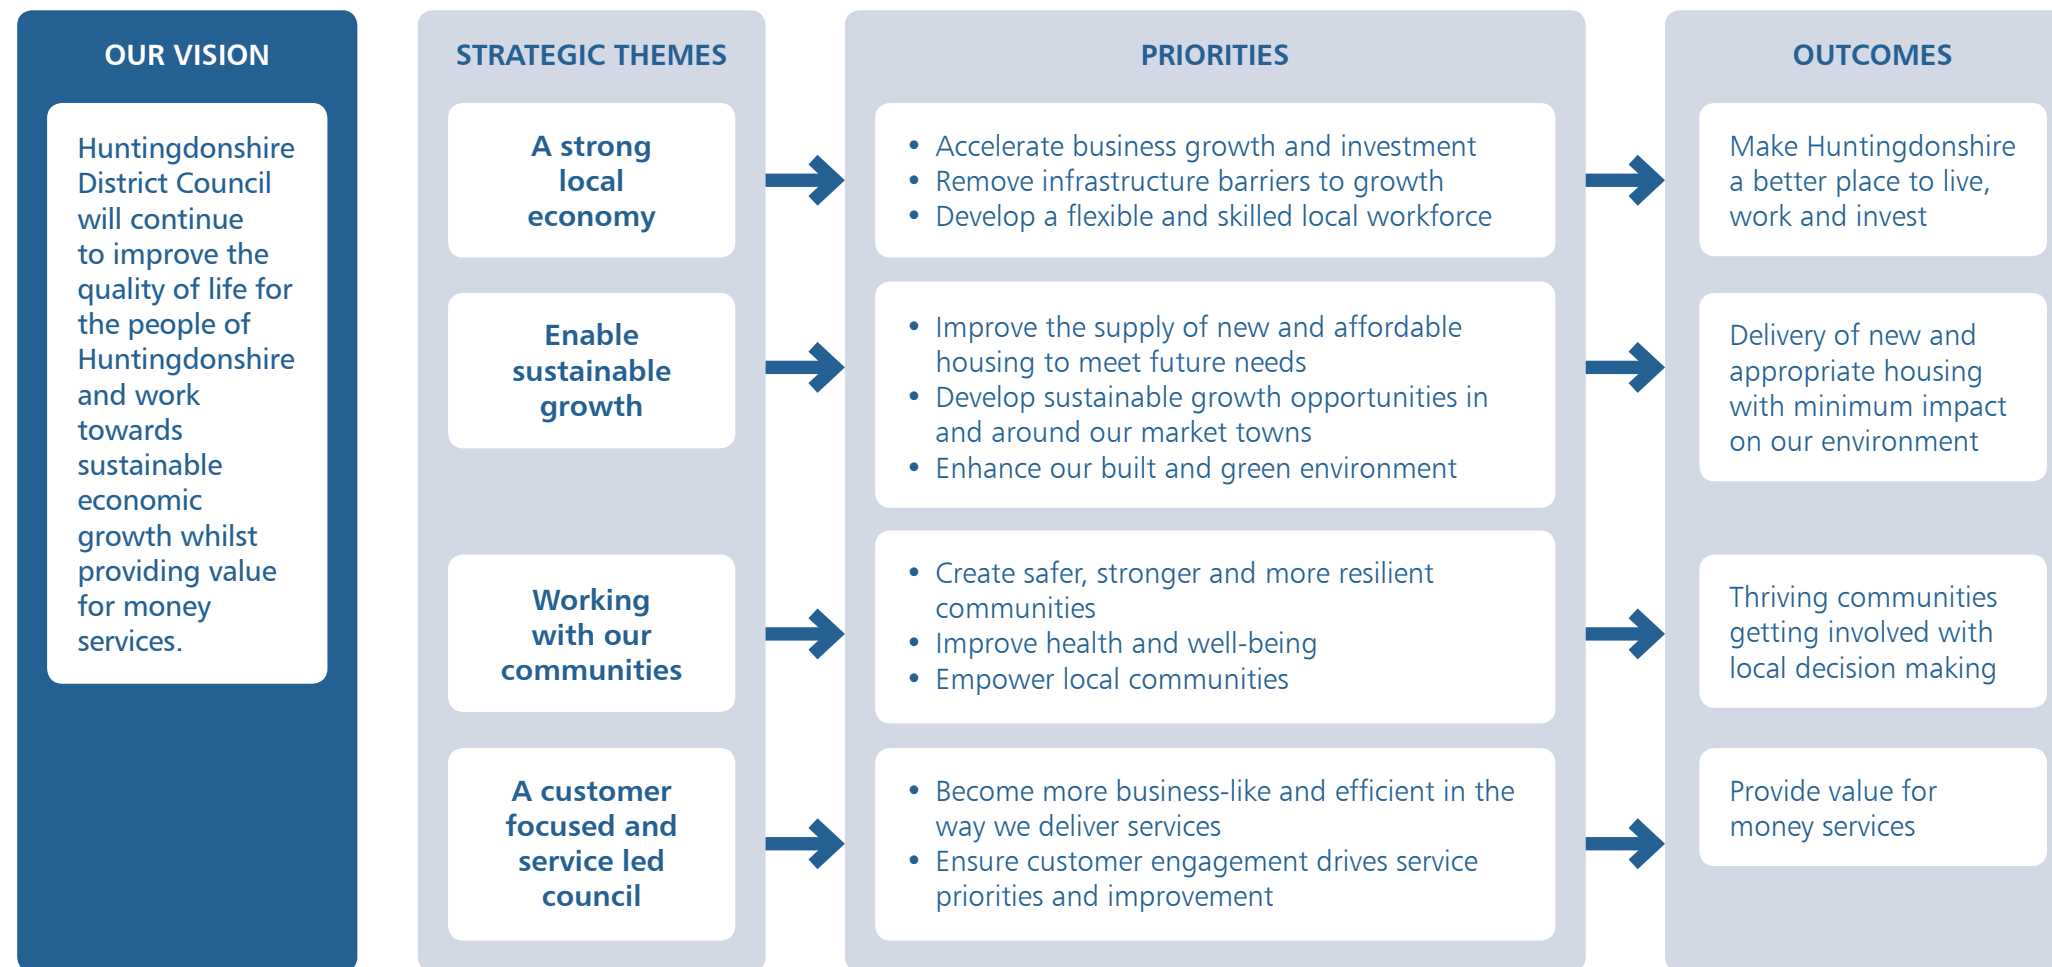 OUR VISION
Huntingdonshire
District Council
will continue
to improve the
quality of life for
the people of
Huntingdonshire
and work
towards
sustainable
economic
growth whilst
providing value
for money
services.
STRATEGIC THEMES
A strong
local
economy
Enable
sustainable
growth
Working
with our
communities
A customer
focused and
service led
council
PRIORITIES
• Accelerate business growth and investment
• Remove infrastructure barriers to growth
• Develop a flexible and skilled local workforce
• Improve the supply of new and affordable
housing to meet future needs
• Develop sustainable growth opportunities in
and around our market towns
• Enhance our built and green environment
• Create safer, stronger and more resilient
communities
• Improve health and well-being
• Empower local communities
• Become more business-like and efficient in the
way we deliver services
• Ensure customer engagement drives service
priorities and improvement
OUTCOMES
Make Huntingdonshire
a better place to live,
work and invest
Delivery of new and
appropriate housing
with minimum impact
on our environment
Thriving communities
getting involved with
local decision making
Provide value for
money services